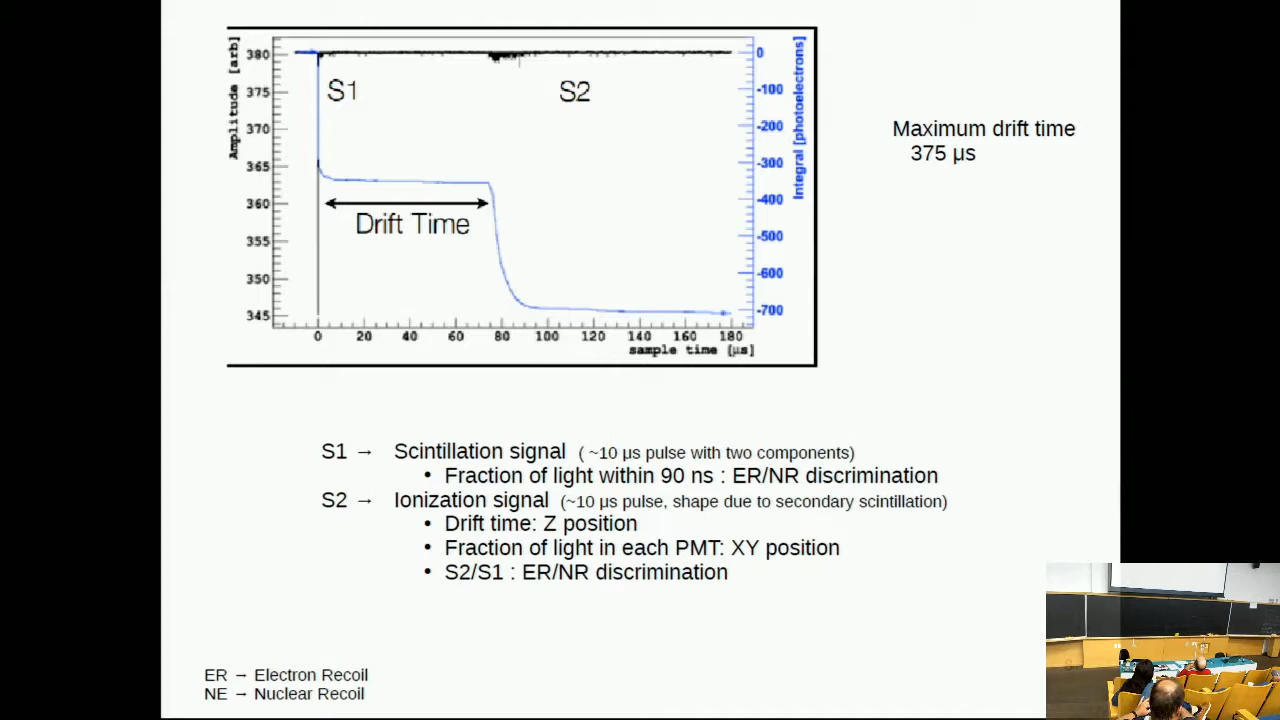 Amplitude [arb]
380
375
370
365
360
355
350
345
S1
S2
Drift Time
0
-100
-200
-300
-400
-500
-600
-700
Integral [photoelectrons]
0 20 40 60 80 100 120 140 160 180
sample time [µs]
Maximum drift time
375 μs
S1 → Scintillation signal ( ~10 μs pulse with two components)
• Fraction of light within 90 ns : ER/NR discrimination
S2 → Ionization signal (~10 μs pulse, shape due to secondary scintillation)
• Drift time: Z position
• Fraction of light in each PMT: XY position
• S2/S1 : ER/NR discrimination
ER → Electron Recoil
NE → Nuclear Recoil